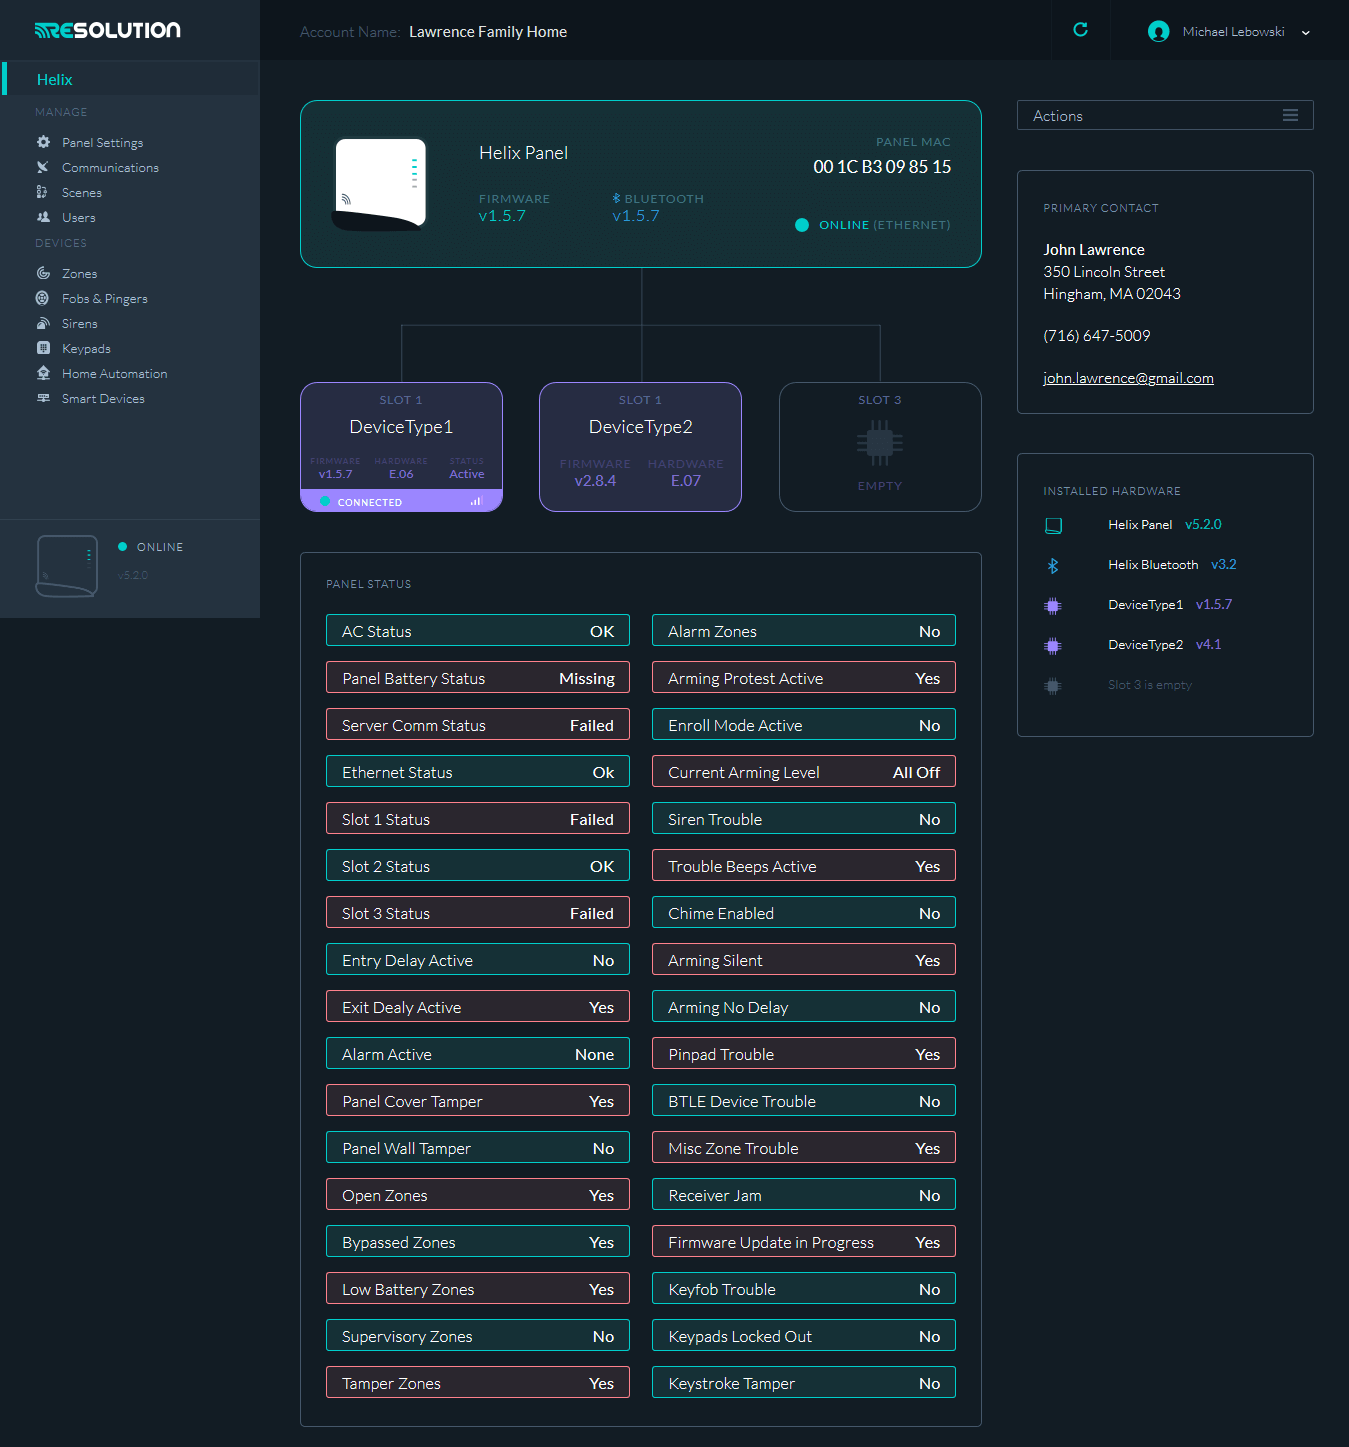 RESOLUTION
Account Name: Lawrence Family Home
Michael Lebowski
Helix
MANAGE
Panel Settings
Communications
Scenes
Users
DEVICES
Zones
Fobs & Pingers
Sirens
Keypads
Home Automation
Smart Devices
ONLINE
v5.2.0
Helix Panel
FIRMWARE
v1.5.7
BLUETOOTH
v1.5.7
PANEL MAC
00 1C B3 09 85 15
ONLINE (ETHERNET)
SLOT 1
DeviceType1
FIRMWARE HARDWARE STATUS
v1.5.7 E.06 Active
CONNECTED
SLOT 1
DeviceType2
FIRMWARE HARDWARE
v2.8.4 E.07
SLOT 3
EMPTY
PANEL STATUS
AC Status OK
Panel Battery Status Missing
Server Comm Status Failed
Ethernet Status Ok
Slot 1 Status Failed
Slot 2 Status OK
Slot 3 Status Failed
Entry Delay Active No
Exit Dealy Active Yes
Alarm Active None
Panel Cover Tamper Yes
Panel Wall Tamper No
Open Zones Yes
Bypassed Zones Yes
Low Battery Zones Yes
Supervisory Zones No
Tamper Zones Yes
Alarm Zones No
Arming Protest Active Yes
Enroll Mode Active No
Current Arming Level All Off
Siren Trouble No
Trouble Beeps Active Yes
Chime Enabled No
Arming Silent Yes
Arming No Delay No
Pinpad Trouble Yes
BTLE Device Trouble No
Misc Zone Trouble Yes
Receiver Jam No
Firmware Update in Progress Yes
Keyfob Trouble No
Keypads Locked Out No
Keystroke Tamper No
Actions
PRIMARY CONTACT
John Lawrence
350 Lincoln Street
Hingham, MA 02043
(716) 647-5009
john.lawrence@gmail.com
INSTALLED HARDWARE
Helix Panel v5.2.0
Helix Bluetooth v3.2
DeviceType1 v1.5.7
DeviceType2 v4.1
Slot 3 is empty